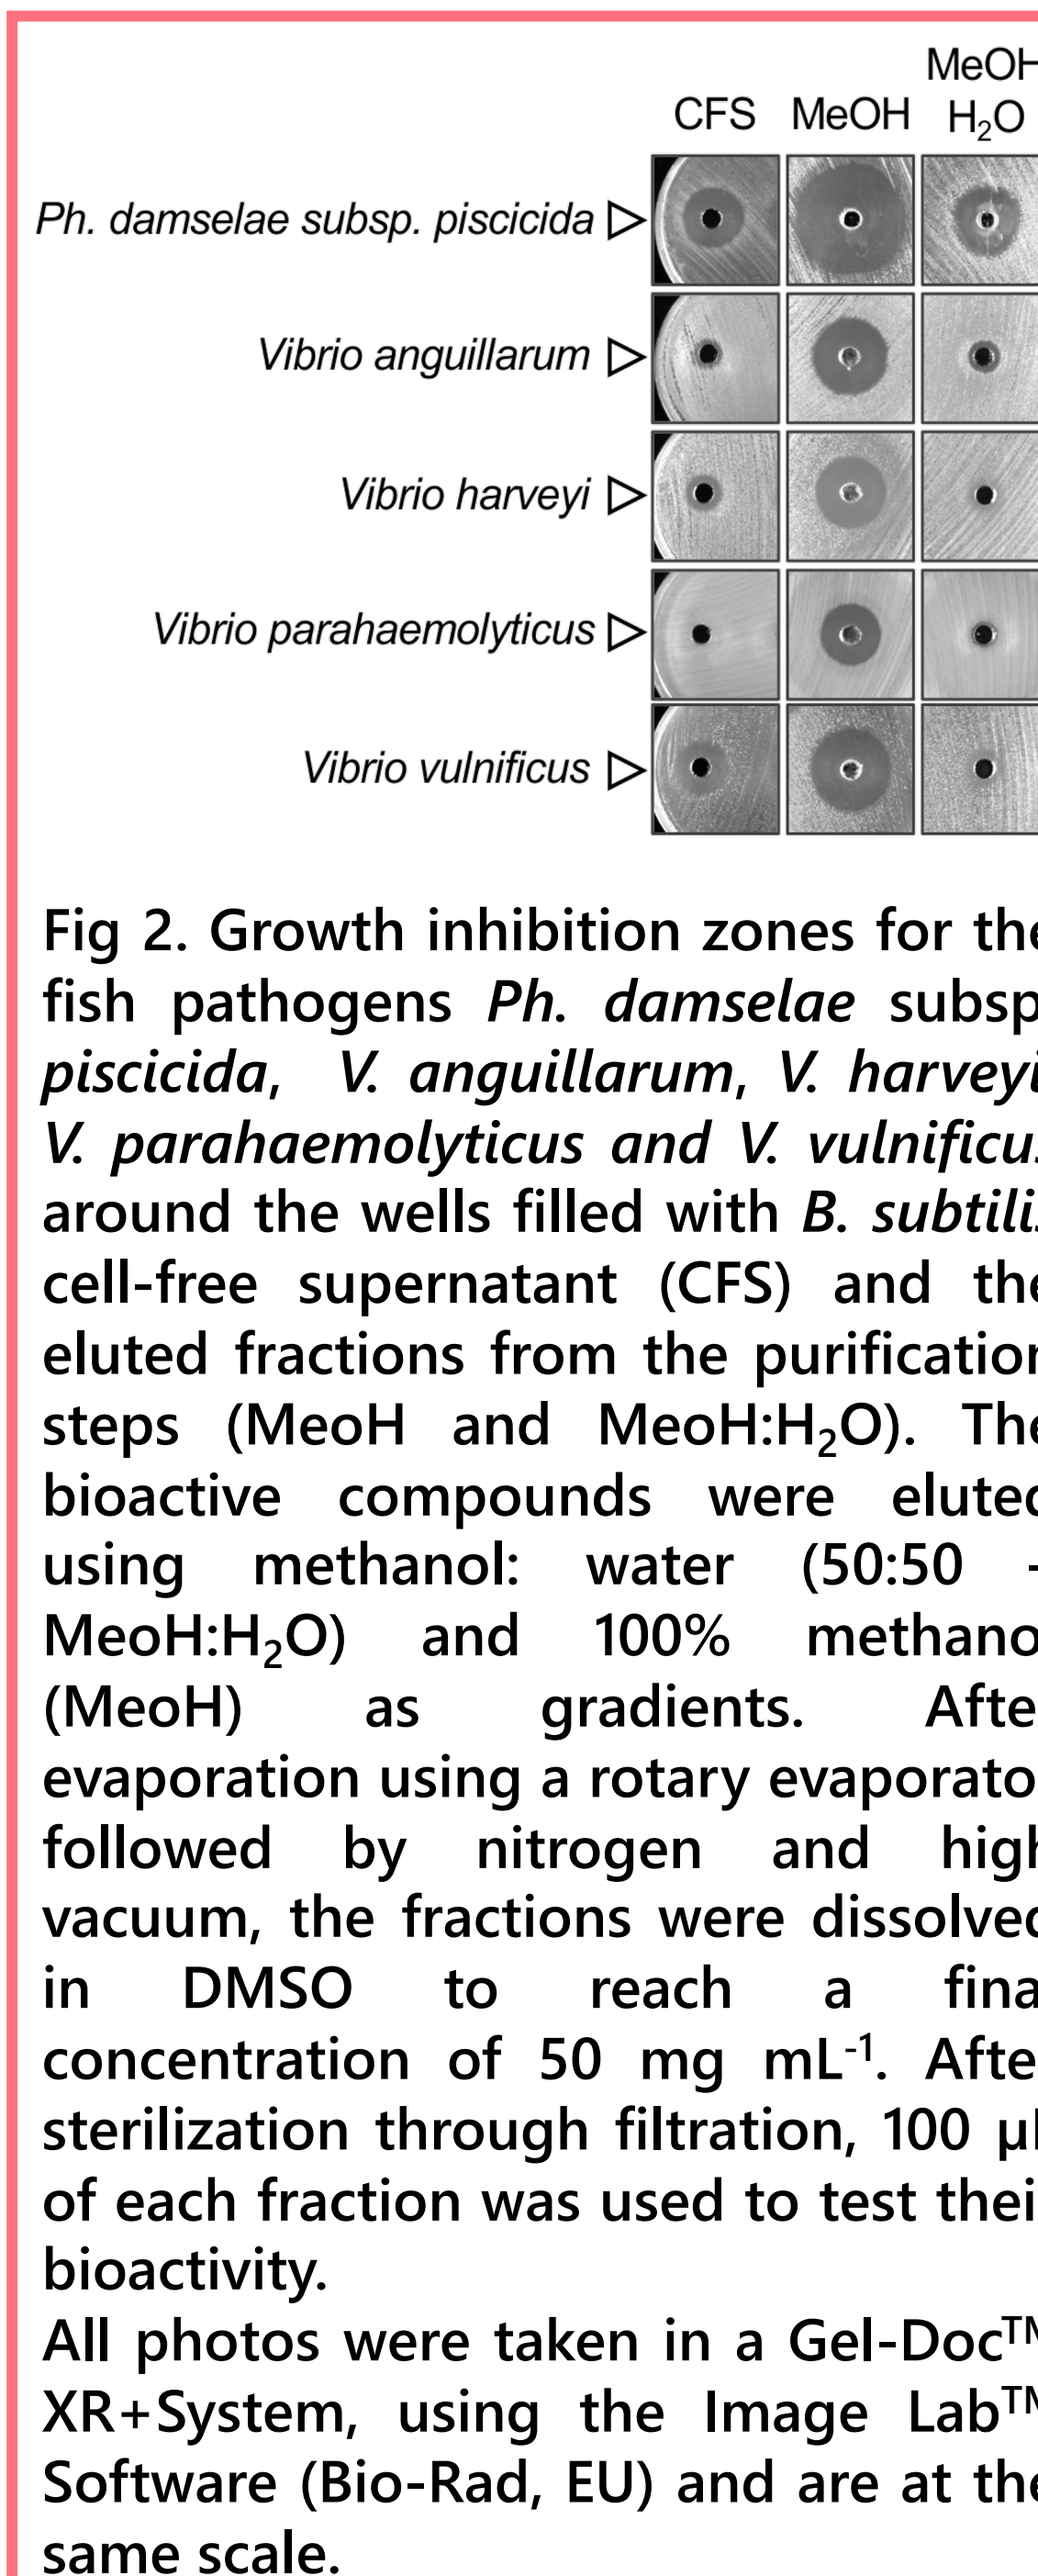 MeOH
CFS MeOH H₂O
Ph. damselae subsp. piscicida
Vibrio anguillarum
Vibrio harveyi
Vibrio parahaemolyticus
Vibrio vulnificus
Fig 2. Growth inhibition zones for the
fish pathogens Ph. damselae subsp.
piscicida, V. anguillarum, V. harveyi
V. parahaemolyticus and V. vulnificus
around the wells filled with B. subtilis
cell-free supernatant (CFS) and the
eluted fractions from the purification
steps (MeoH and MeoH:H₂O). The
bioactive compounds were eluted
using methanol: water (50:50 -
MeoH:H₂O) and 100% methanol
(MeoH) as gradients. After
evaporation using a rotary evaporator
followed by nitrogen and high
vacuum, the fractions were dissolved
in DMSO to reach a final
concentration of 50 mg mL⁻¹. After
sterilization through filtration, 100 µl
of each fraction was used to test their
bioactivity.
All photos were taken in a Gel-Doc™
XR+System, using the Image Lab™
Software (Bio-Rad, EU) and are at the
same scale.